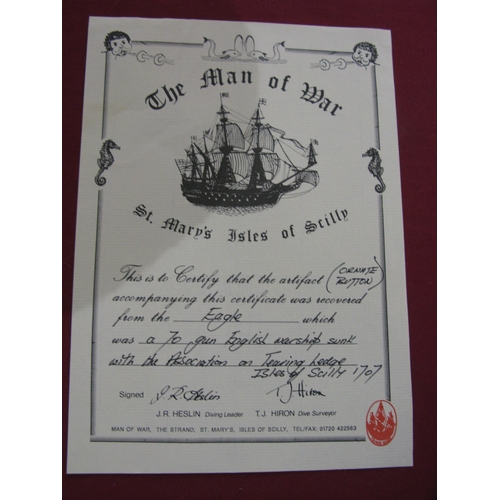 The Man of War
St. Mary's Isles of Scilly
This is to Certify that the artifact (ORNATE
BUTTON)
accompanying this certificate was recovered
from the Eagle which
was a 70 gun English warship sunk
with the Association on Tearing Ledge
Isles of Scilly 1707
Signed J.R. Heslin T J Hiron
J.R. HESLIN Diving Leader T.J. HIRON Dive Surveyor
MAN OF WAR, THE STRAND, ST. MARY'S, ISLES OF SCILLY, TEL/FAX: 01720 422563